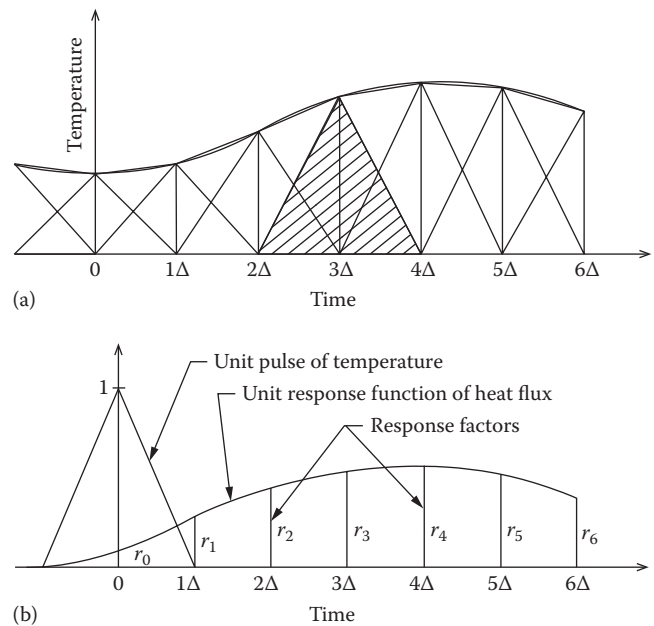 Temperature
0 1Δ 2Δ 3Δ 4Δ 5Δ 6Δ
(a) Time
Unit pulse of temperature
1
Unit response function of heat flux
Response factors
r0 r1 r2 r3 r4 r5 r6
0 1Δ 2Δ 3Δ 4Δ 5Δ 6Δ
(b) Time